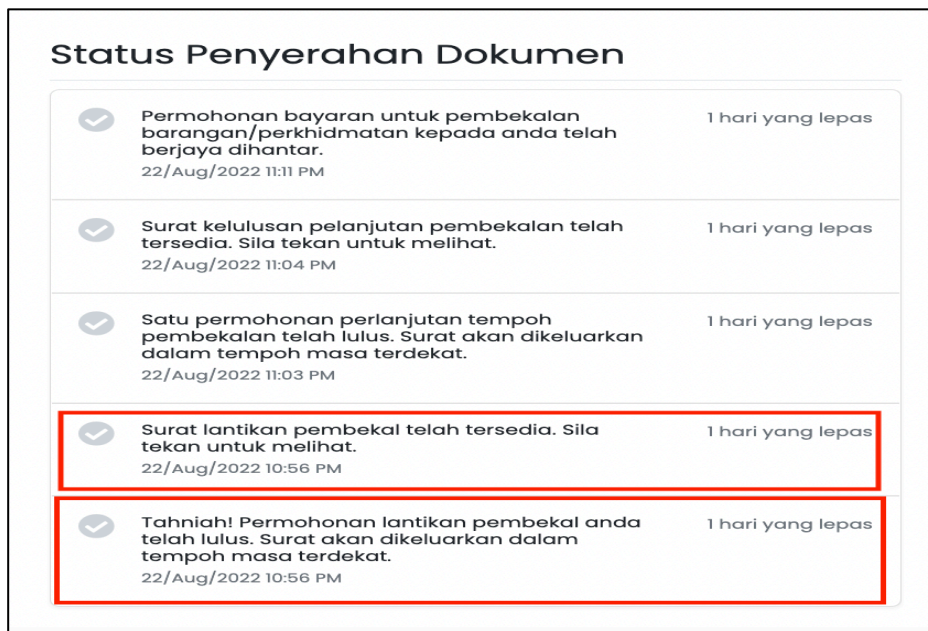 Status Penyerahan Dokumen
Permohonan bayaran untuk pembekalan
1 hari yang lepas
barangan/perkhidmatan kepada anda telah
berjaya dihantar.
22/Aug/2022 11:11 PM
Surat kelulusan pelanjutan pembekalan telah
1 hari yang lepas
tersedia. Sila tekan untuk melihat.
22/Aug/2022 11:04 PM
Satu permohonan perlanjutan tempoh
1 hari yang lepas
pembekalan telah lulus. Surat akan dikeluarkan
dalam tempoh masa terdekat.
22/Aug/2022 11:03 PM
Surat lantikan pembekal telah tersedia. Sila
1 hari yang lepas
tekan untuk melihat.
22/Aug/2022 10:56 PM
Tahniah! Permohonan lantikan pembekal anda
1 hari yang lepas
telah lulus. Surat akan dikeluarkan dalam
tempoh masa terdekat.
22/Aug/2022 10:56 PM